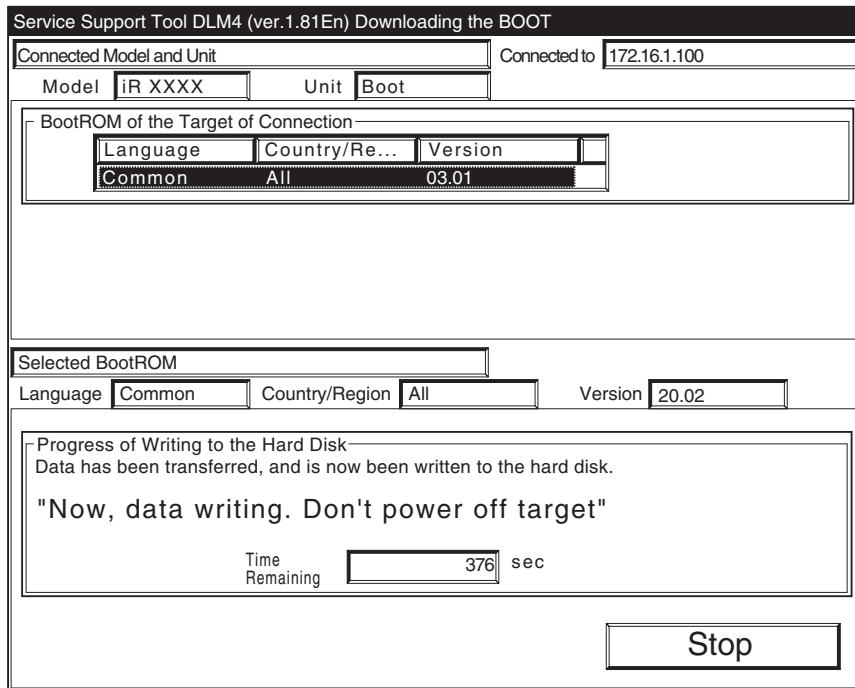 Service Support Tool DLM4 (ver.1.81En) Downloading the BOOT
Connected Model and Unit Connected to 172.16.1.100
Model iR XXXX Unit Boot
BootROM of the Target of Connection
Language Country/Re... Version
Common All 03.01
Selected BootROM
Language Common Country/Region All Version 20.02
Progress of Writing to the Hard Disk
Data has been transferred, and is now been written to the hard disk.
"Now, data writing. Don't power off target"
Time
Remaining 376 sec
Stop